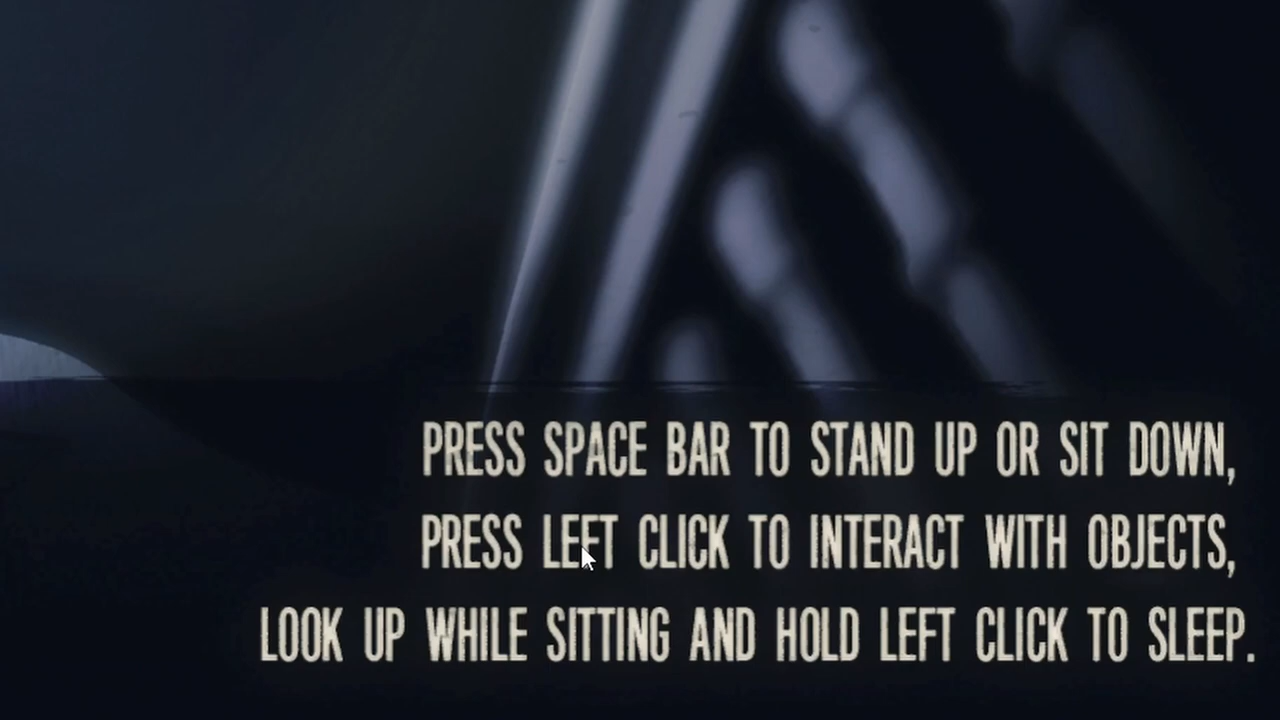 PRESS SPACE BAR TO STAND UP OR SIT DOWN,
PRESS LEFT CLICK TO INTERACT WITH OBJECTS,
LOOK UP WHILE SITTING AND HOLD LEFT CLICK TO SLEEP.